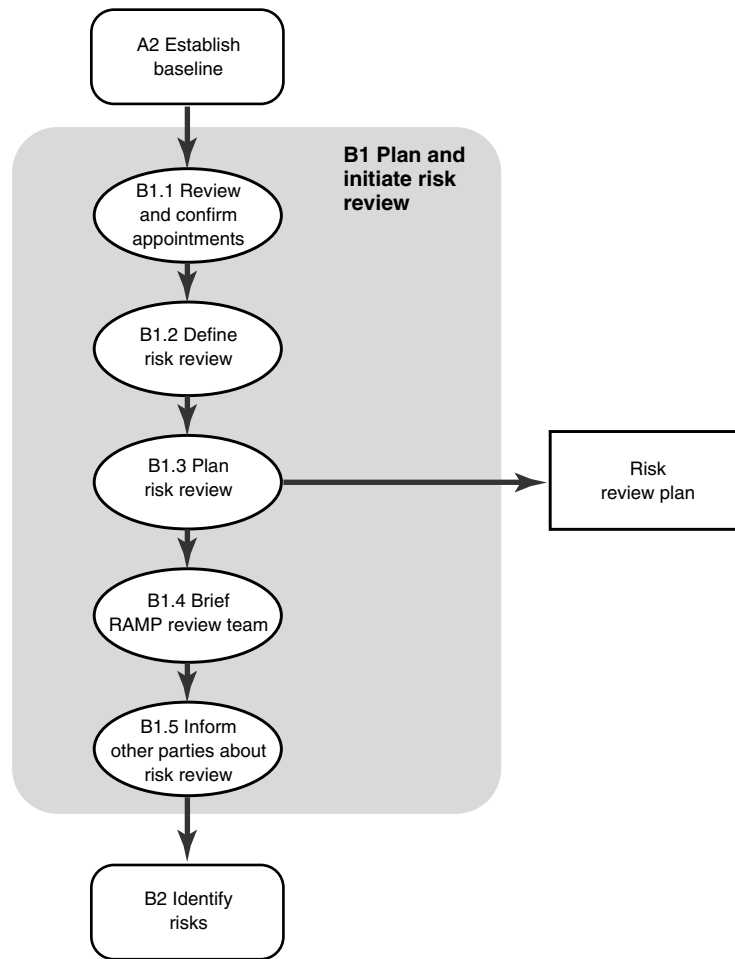 A2 Establish
baseline
B1 Plan and
initiate risk
review
B1.1 Review
and confirm
appointments
B1.2 Define
risk review
B1.3 Plan
risk review
Risk
review plan
B1.4 Brief
RAMP review team
B1.5 Inform
other parties about
risk review
B2 Identify
risks